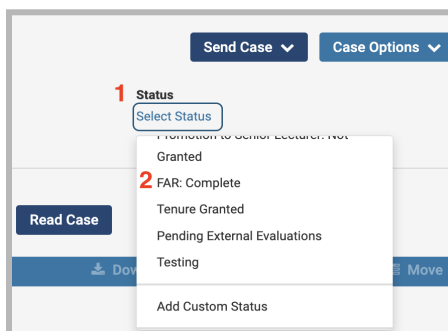 Send Case
Case Options
1
Status
Select Status
Promotion to Senior Lecturer: Not
Granted
2 FAR: Complete
Tenure Granted
Read Case
Pending External Evaluations
Testing
Move
Add Custom Status